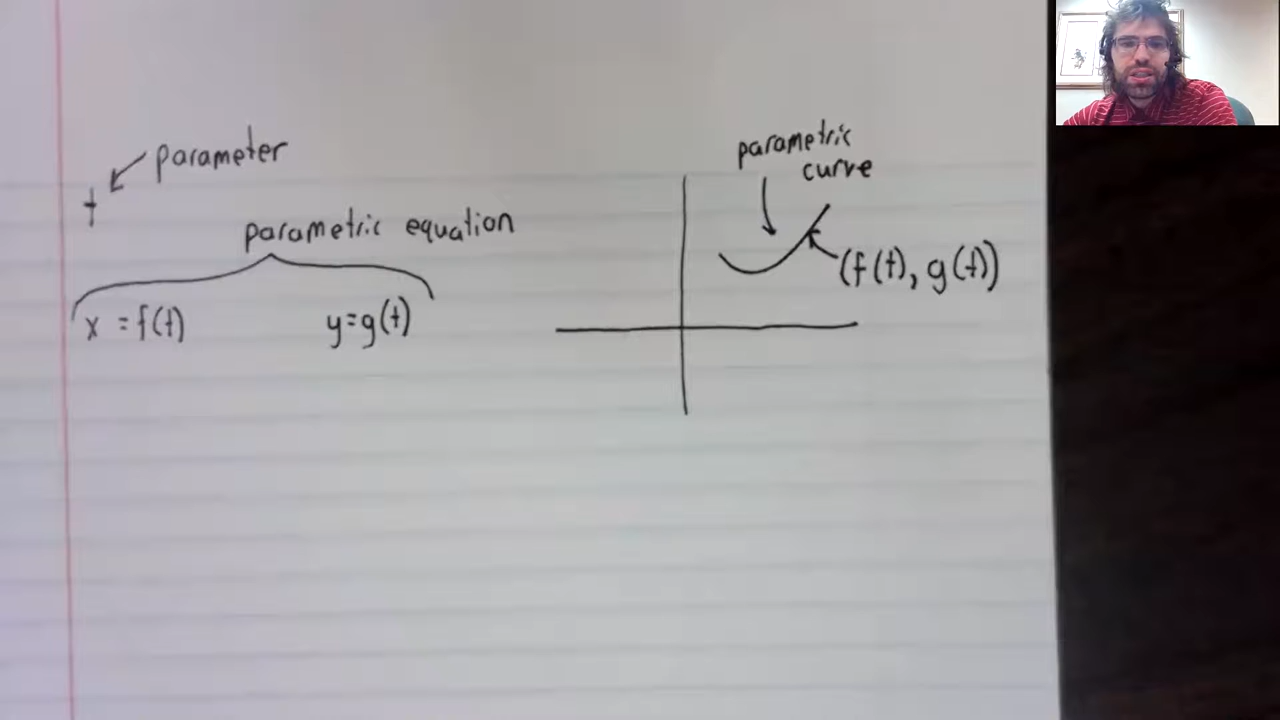 parameter
t
parametric equation
x = f(t) y=g(t)
parametric
curve
(f(t), g(t))